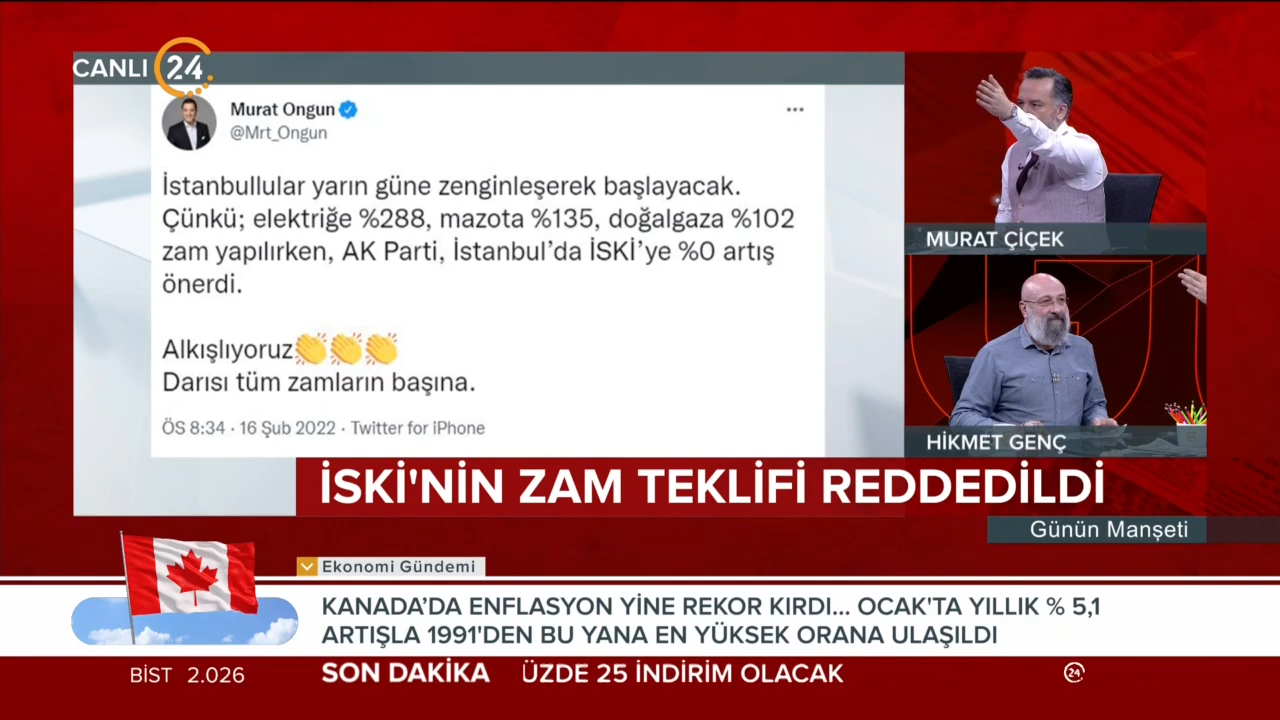 CANLI 24
Murat Ongun
@Mrt_Ongun
İstanbullular yarın güne zenginleşerek başlayacak.
Çünkü; elektriğe %288, mazota %135, doğalgaza %102
zam yapılırken, AK Parti, İstanbul’da İSKİ’ye %0 artış
önerdi.
Alkışlıyoruz👏👏👏
Darısı tüm zamların başına.
ÖS 8:34 · 16 Şub 2022 · Twitter for iPhone
MURAT ÇİÇEK
HİKMET GENÇ
İSKİ'NİN ZAM TEKLİFİ REDDEDİLDİ
Günün Manşeti
Ekonomi Gündemi
KANADA’DA ENFLASYON YİNE REKOR KIRDI... OCAK'TA YILLIK % 5,1
ARTIŞLA 1991'DEN BU YANA EN YÜKSEK ORANA ULAŞILDI
BİST 2.026
SON DAKİKA
ÜZDE 25 İNDİRİM OLACAK
24